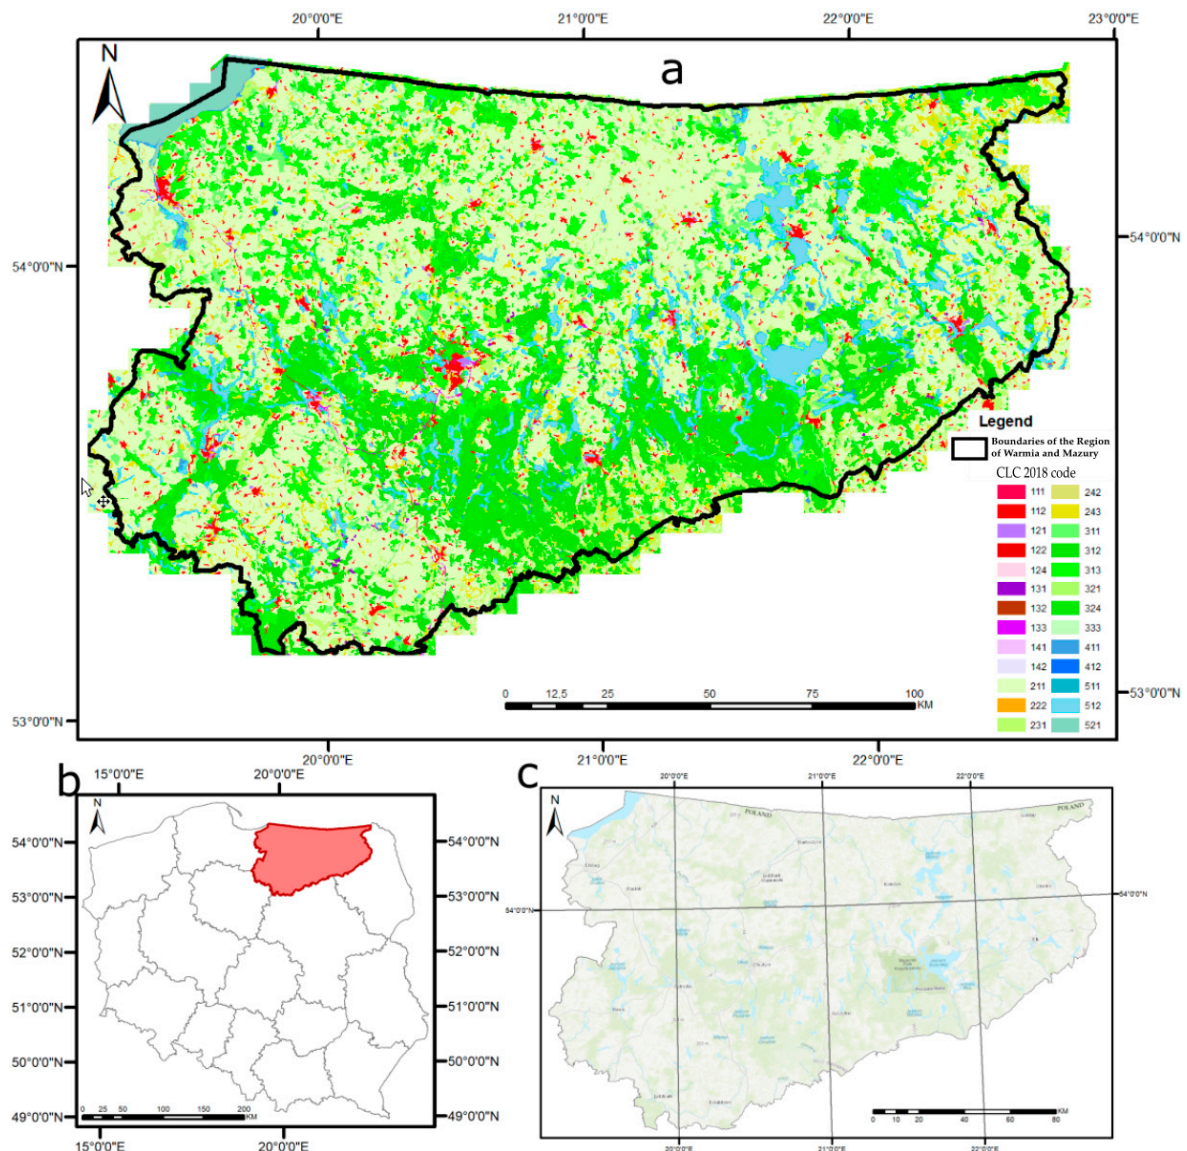 20°0'0"E
21°0'0"E
22°0'0"E
23°0'0"E
N
a
54°0'0"N
54°0'0"N
Legend
Boundaries of the Region
of Warmia and Mazury
CLC 2018 code
111 242
112 243
121 311
122 312
124 313
131 321
132 324
133 333
141 411
142 412
211 511
222 512
231 521
0 12,5 25 50 75 100
KM
53°0'0"N
53°0'0"N
20°0'0"E
21°0'0"E
22°0'0"E
b
15°0'0"E
20°0'0"E
N
54°0'0"N
53°0'0"N
52°0'0"N
51°0'0"N
50°0'0"N
49°0'0"N
54°0'0"N
53°0'0"N
52°0'0"N
51°0'0"N
50°0'0"N
49°0'0"N
0 25 50 100 150 200
KM
15°0'0"E
20°0'0"E
c
20°0'0"E
21°0'0"E
22°0'0"E
N
POLAND
POLAND
54°0'0"N
54°0'0"N
0 5 10 20 40 60 80
KM
20°0'0"E
21°0'0"E
22°0'0"E